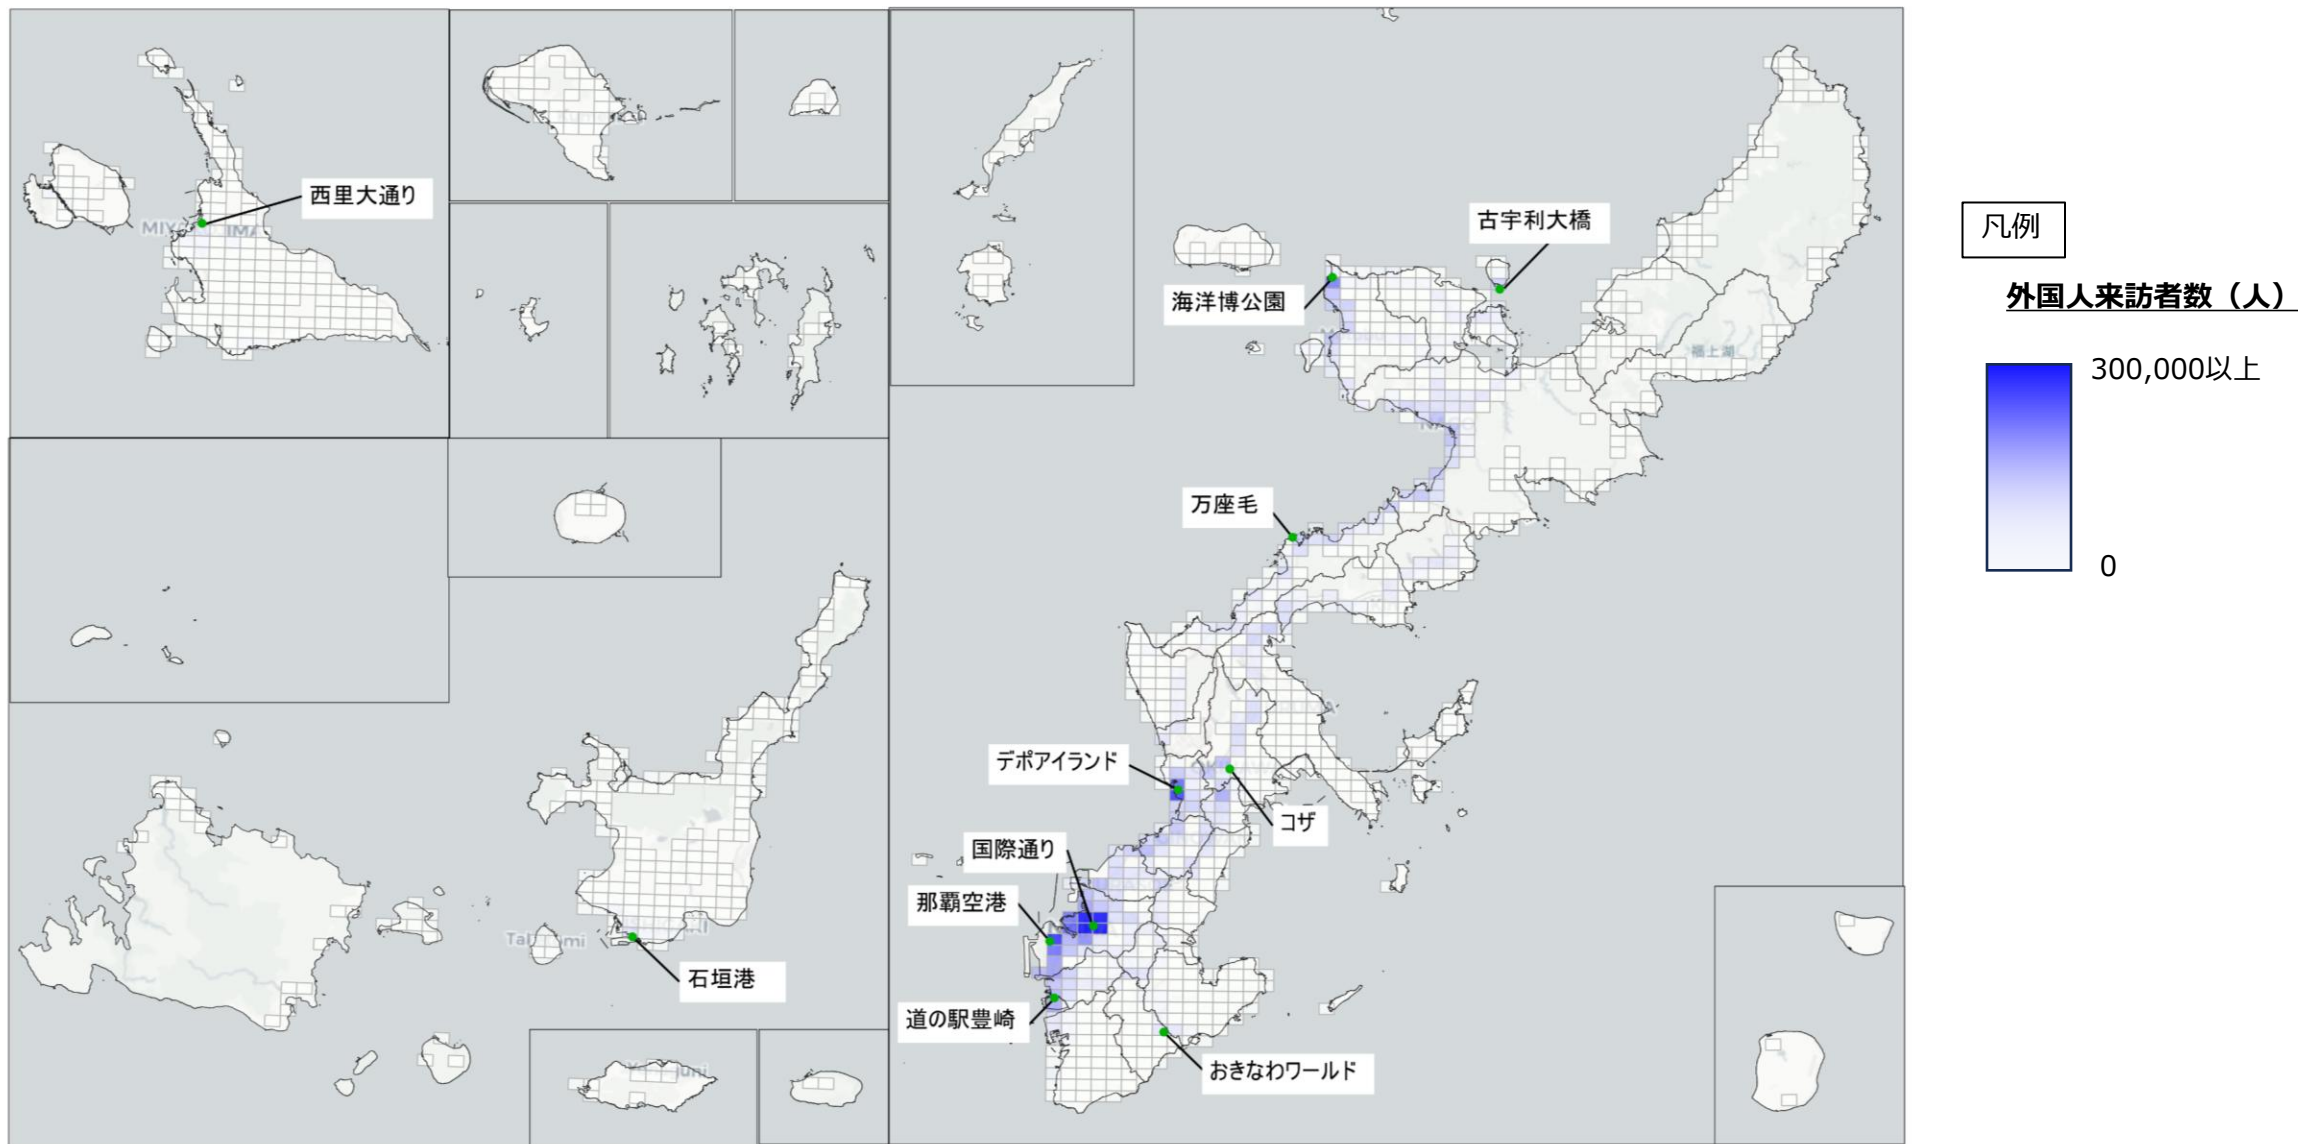 西里大通り
古宇利大橋
凡例
海洋博公園
外国人来訪者数（人）
福上湖
300,000以上
万座毛
0
デポアイランド
コザ
国際通り
那覇空港
石垣港
道の駅豊崎
おきなわワールド